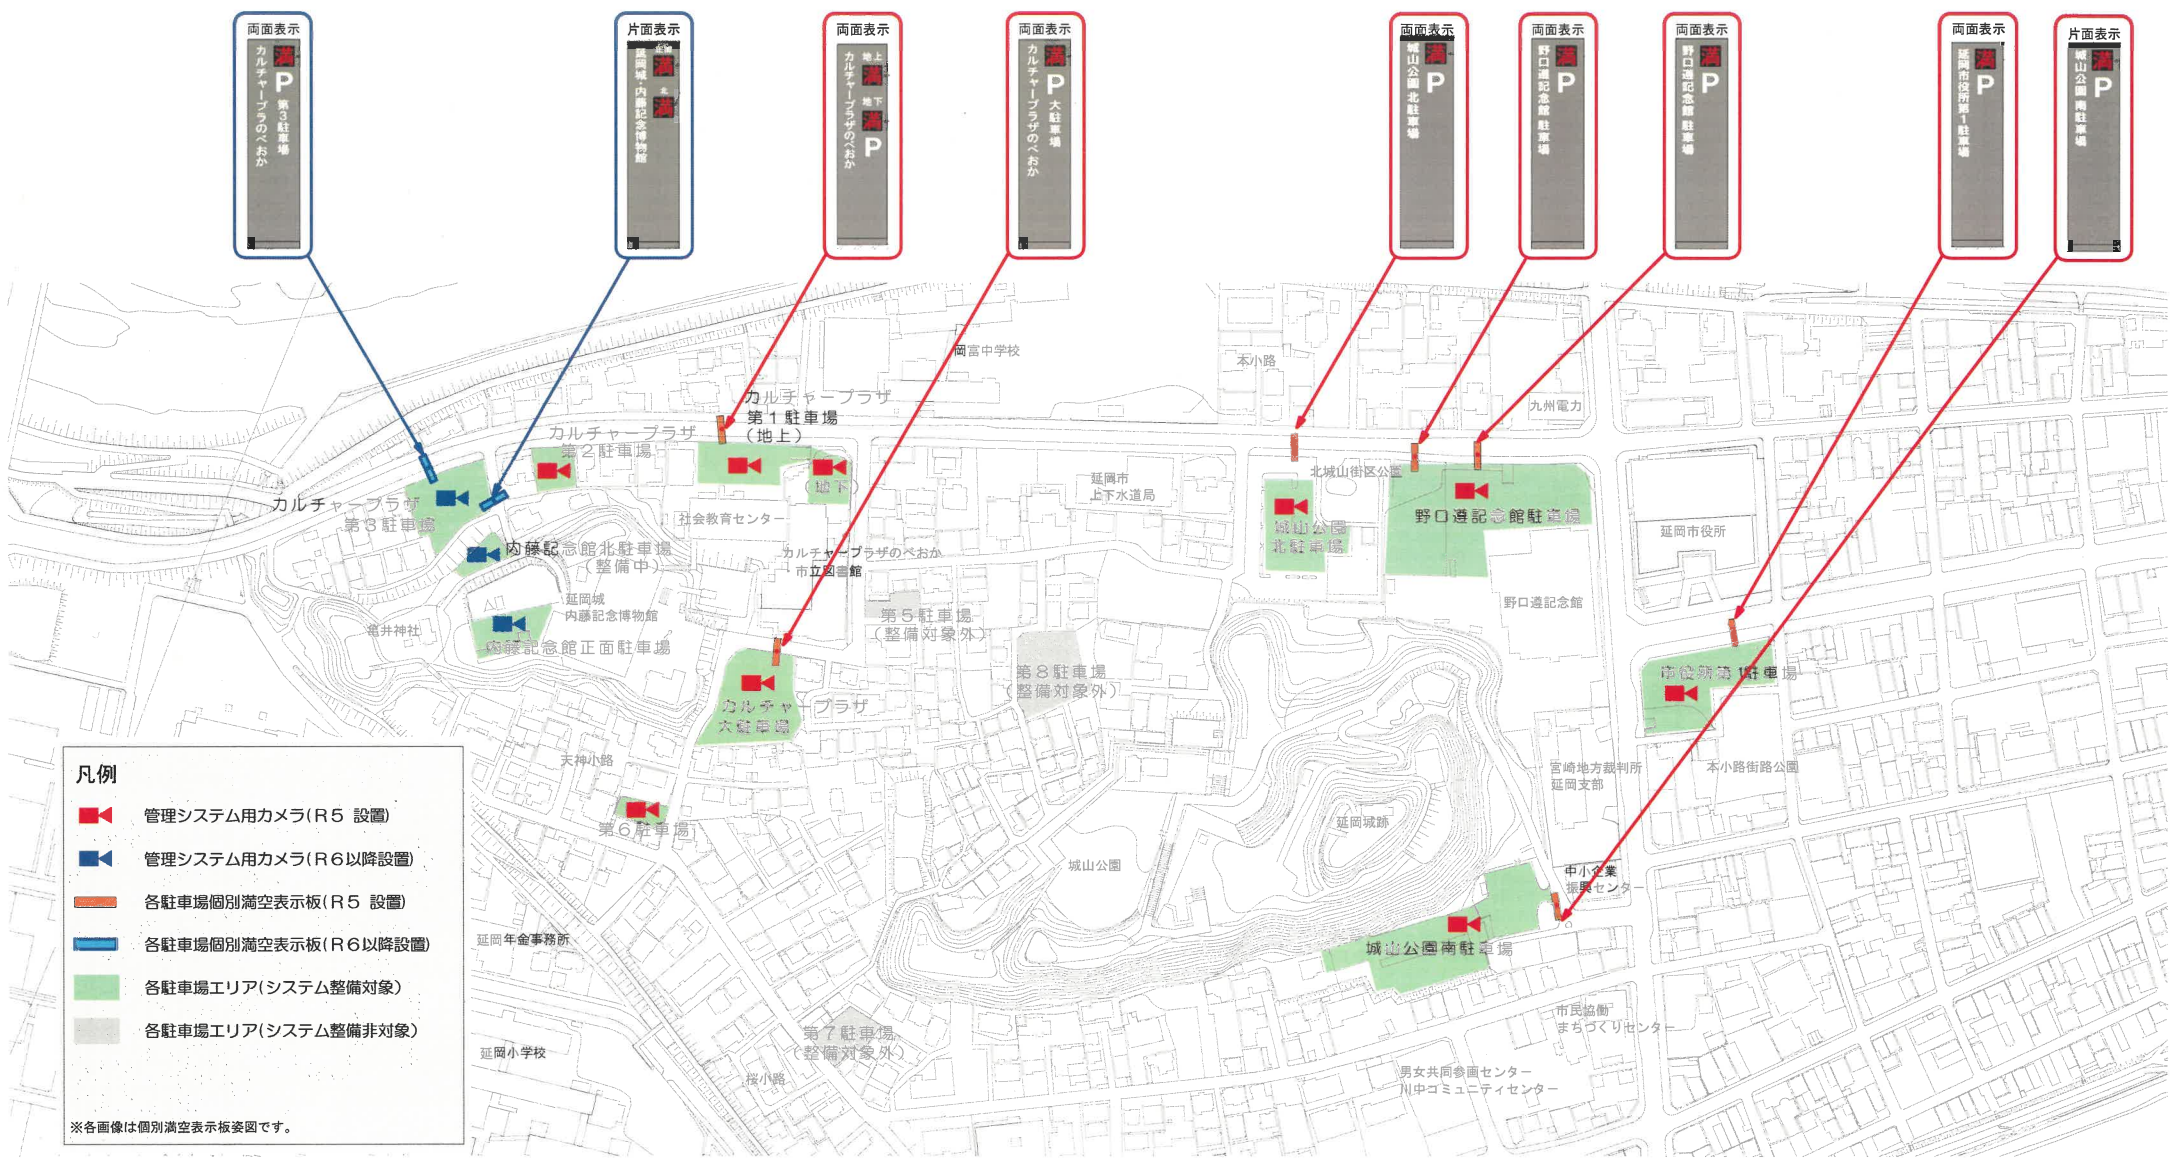 両面表示
満
P
第3駐車場
カルチャープラのべおか
片面表示
満
北
満
延岡城・内藤記念博物館
両面表示
地上
満
地下
満
P
カルチャープラザのべおか
両面表示
満
P
大駐車場
カルチャープラザのべおか
両面表示
満
P
城山公園 北駐車場
両面表示
満
P
野口遵記念館 駐車場
両面表示
満
P
野口遵記念館 駐車場
両面表示
満
P
延岡市役所第1駐車場
片面表示
満
P
城山公園 南駐車場
岡富中学校
本小路
九州電力
カルチャープラザ
第1駐車場
(地上)
カルチャープラザ
第2駐車場
(地下)
カルチャープラザ
第3駐車場
社会教育センター
延岡市
上下水道局
北城山街区公園
城山公園
北駐車場
野口遵記念館駐車場
延岡市役所
内藤記念館北駐車場
(整備中)
カルチャープラザのべおか
・市立図書館
延岡城
内藤記念博物館
亀井神社
内藤記念館正面駐車場
第5駐車場
(整備対象外)
野口遵記念館
第8駐車場
(整備対象外)
市役所第1駐車場
カルチャープラザ
大駐車場
天神小路
宮崎地方裁判所
延岡支部
本小路街路公園
第6駐車場
延岡城跡
城山公園
中小企業
振興センター
延岡年金事務所
城山公園南駐車場
市民協働
まちづくりセンター
第7駐車場
(整備対象外)
延岡小学校
桜小路
男女共同参画センター
川中コミュニティセンター
凡例
管理システム用カメラ(R5 設置)
管理システム用カメラ(R6以降設置)
各駐車場個別満空表示板(R5 設置)
各駐車場個別満空表示板(R6以降設置)
各駐車場エリア(システム整備対象)
各駐車場エリア(システム整備非対象)
※各画像は個別満空表示板姿図です。